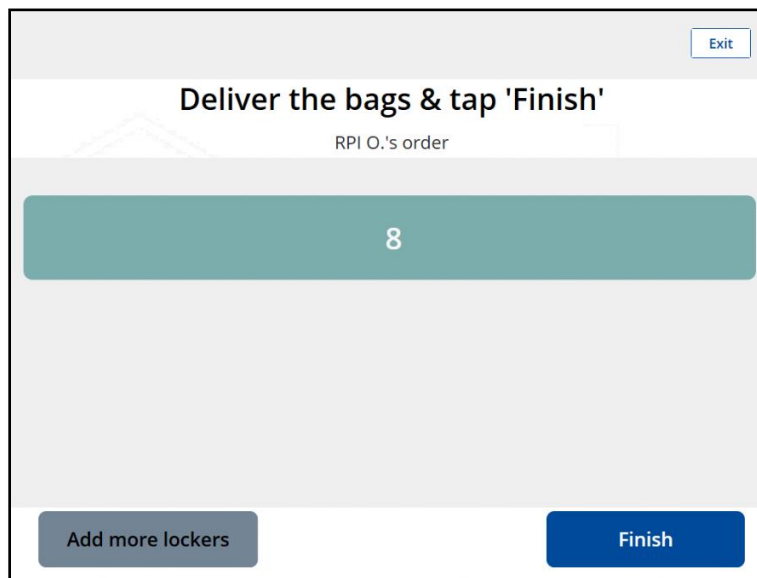 Exit
Deliver the bags & tap 'Finish'
RPI O.'s order
8
Add more lockers
Finish